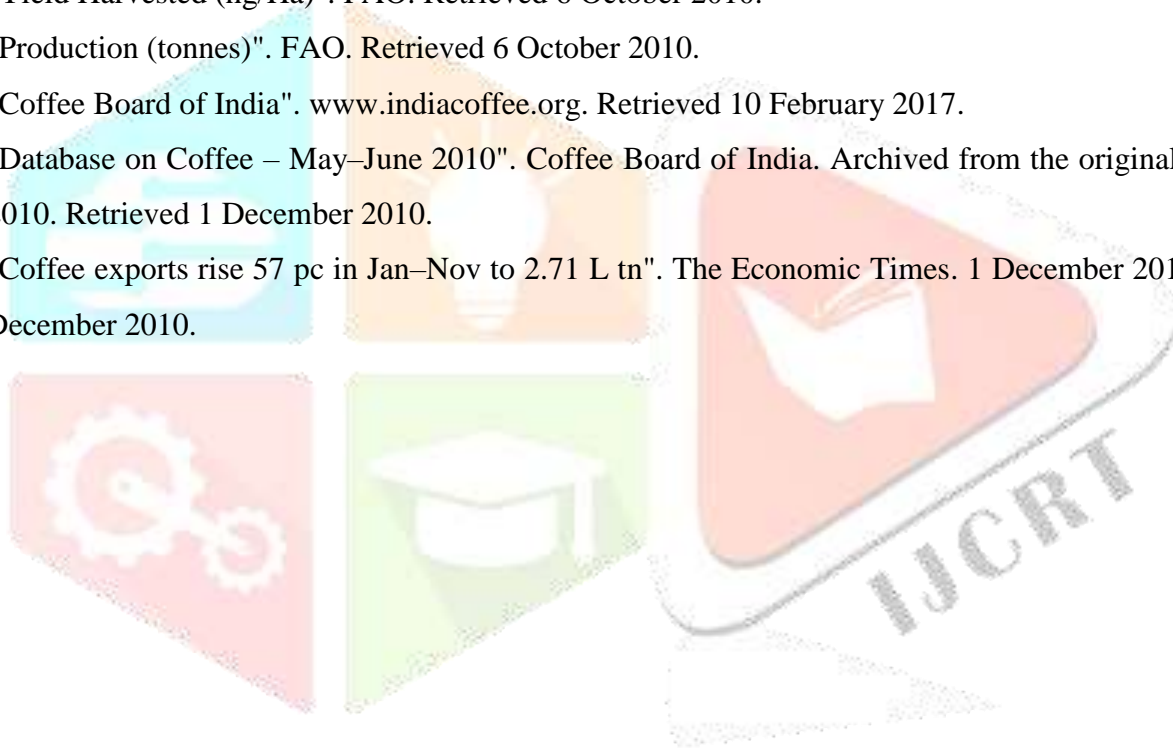 Production (tonnes)". FAO. Retrieved 6 October 2010.
Coffee Board of India". www.indiacoffee.org. Retrieved 10 February 2017.
Database on Coffee – May–June 2010". Coffee Board of India. Archived from the original
010. Retrieved 1 December 2010.
Coffee exports rise 57 pc in Jan–Nov to 2.71 L tn". The Economic Times. 1 December 201
December 2010.
IJCRT